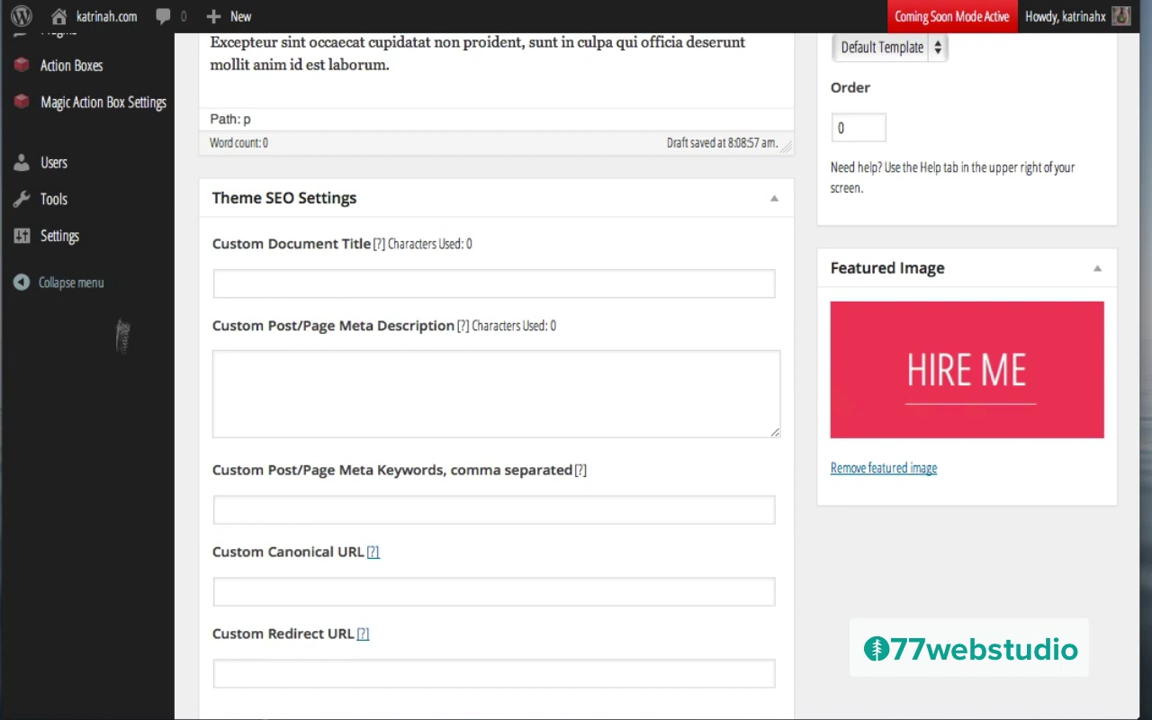 katrinah.com
0
New
Coming Soon Mode Active
Howdy, katrinahx
Action Boxes
Magic Action Box Settings
Users
Tools
Settings
Collapse menu
Excepteur sint occaecat cupidatat non proident, sunt in culpa qui officia deserunt
mollit anim id est laborum.
Path: p
Word count: 0
Draft saved at 8:08:57 am.
Theme SEO Settings
Custom Document Title [?] Characters Used: 0
Custom Post/Page Meta Description [?] Characters Used: 0
Custom Post/Page Meta Keywords, comma separated [?]
Custom Canonical URL [?]
Custom Redirect URL [?]
Default Template
Order
0
Need help? Use the Help tab in the upper right of your
screen.
Featured Image
HIRE ME
Remove featured image
77webstudio